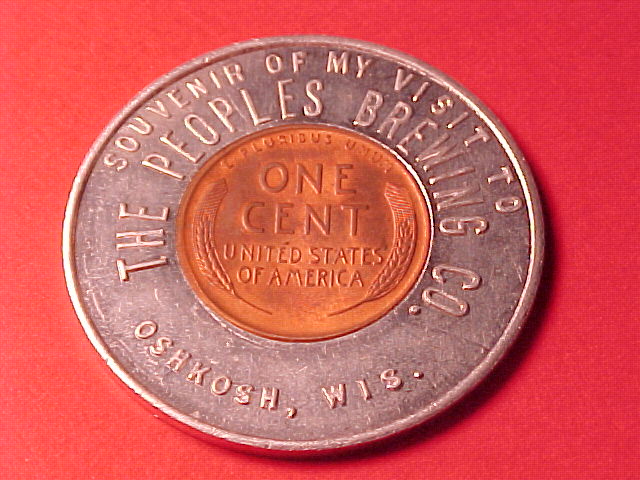 SOUVENIR OF MY VISIT TO
THE PEOPLES BREWING CO.
OSHKOSH, WIS.
E PLURIBUS UNUM
ONE
CENT
UNITED STATES
OF AMERICA